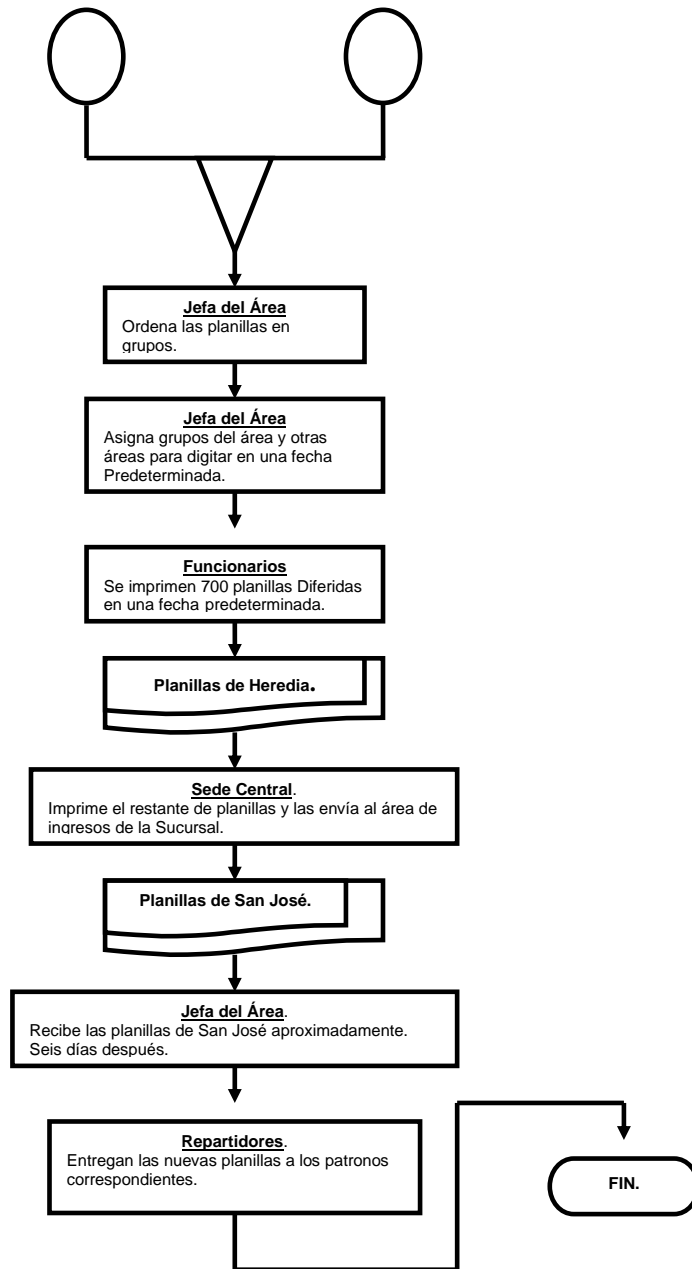 Jefa del Área
Ordena las planillas en
grupos.
Jefa del Área
Asigna grupos del área y otras
áreas para digitar en una fecha
Predeterminada.
Funcionarios
Se imprimen 700 planillas Diferidas
en una fecha predeterminada.
Planillas de Heredia.
Sede Central.
Imprime el restante de planillas y las envía al área de
ingresos de la Sucursal.
Planillas de San José.
Jefa del Área.
Recibe las planillas de San José aproximadamente.
Seis días después.
Repartidores.
Entregan las nuevas planillas a los patronos
correspondientes.
FIN.